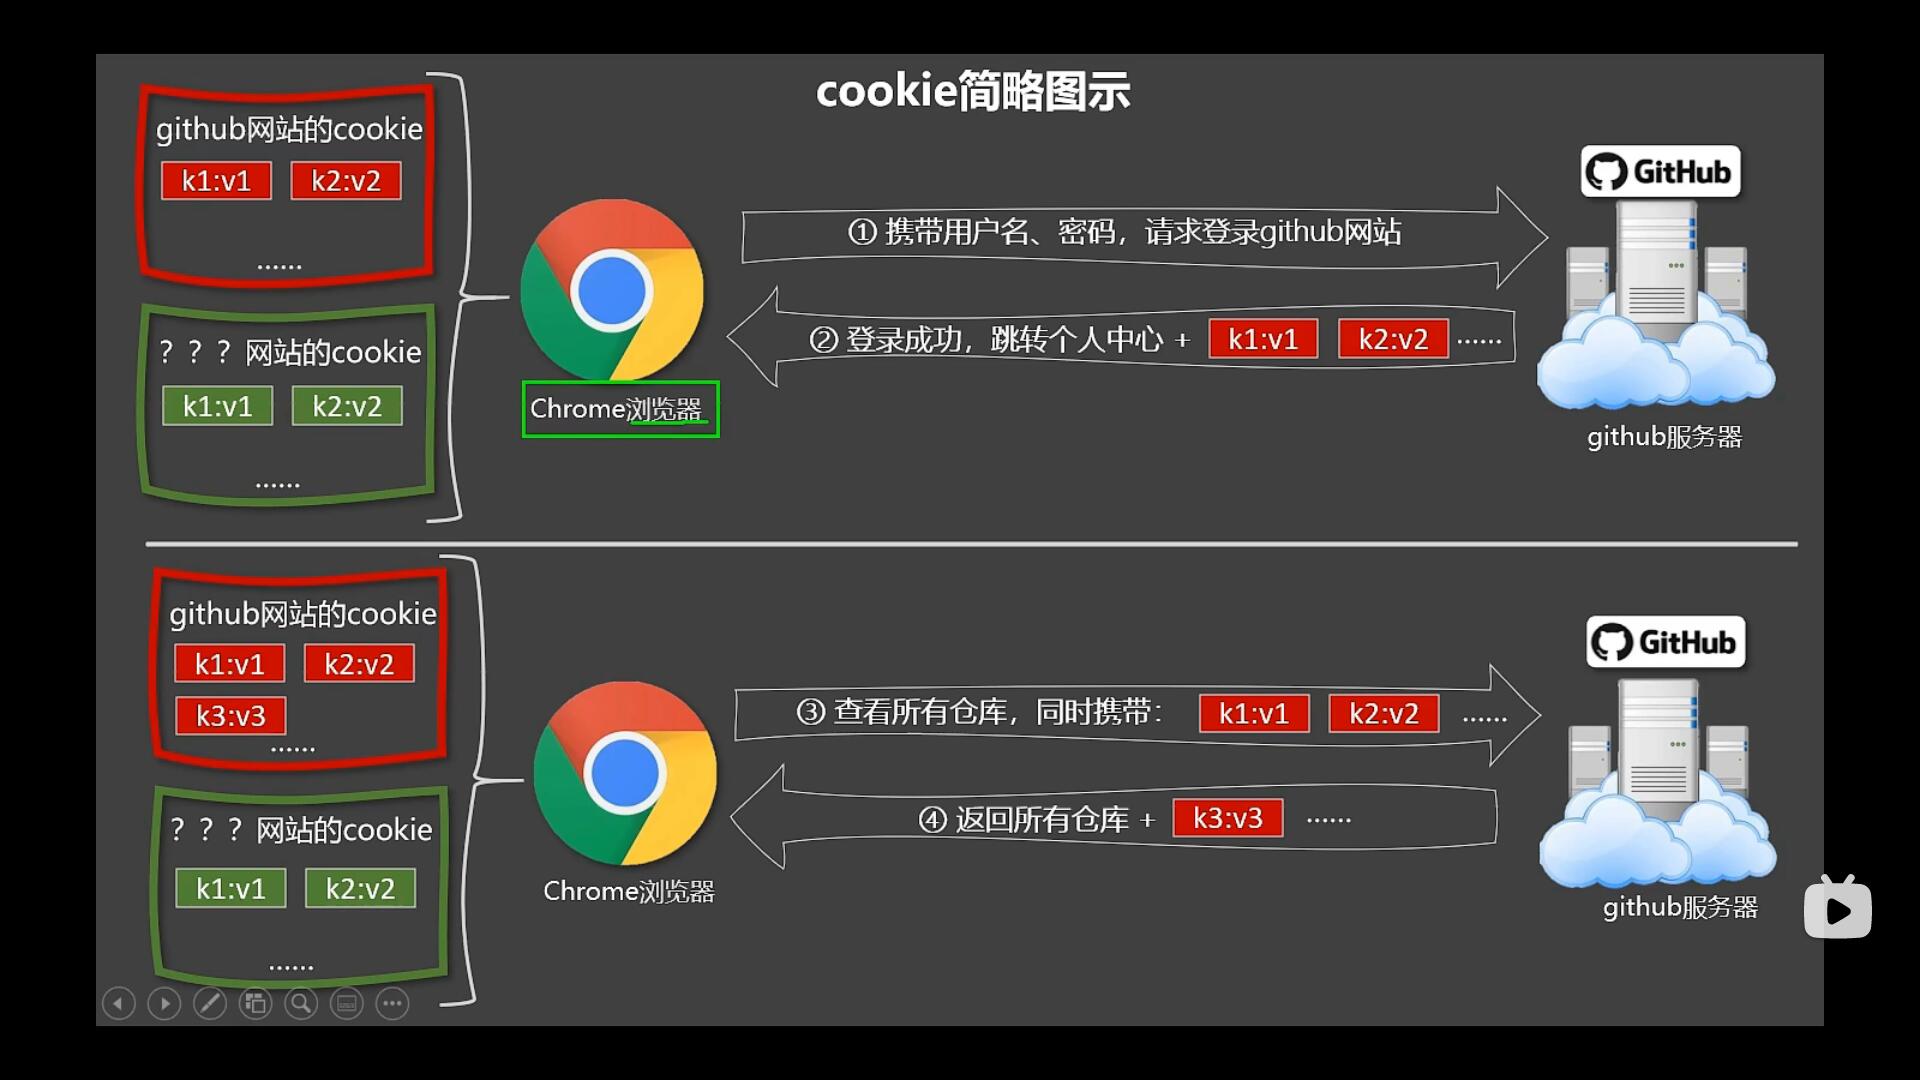 cookie简略图示
github网站的cookie
k1:v1 k2:v2
......
？？？网站的cookie
k1:v1 k2:v2
......
Chrome浏览器
① 携带用户名、密码，请求登录github网站
② 登录成功，跳转个人中心 + k1:v1 k2:v2 ......
GitHub
github服务器
github网站的cookie
k1:v1 k2:v2
k3:v3
......
？？？网站的cookie
k1:v1 k2:v2
......
Chrome浏览器
③ 查看所有仓库，同时携带： k1:v1 k2:v2 ......
④ 返回所有仓库 + k3:v3 ......
GitHub
github服务器